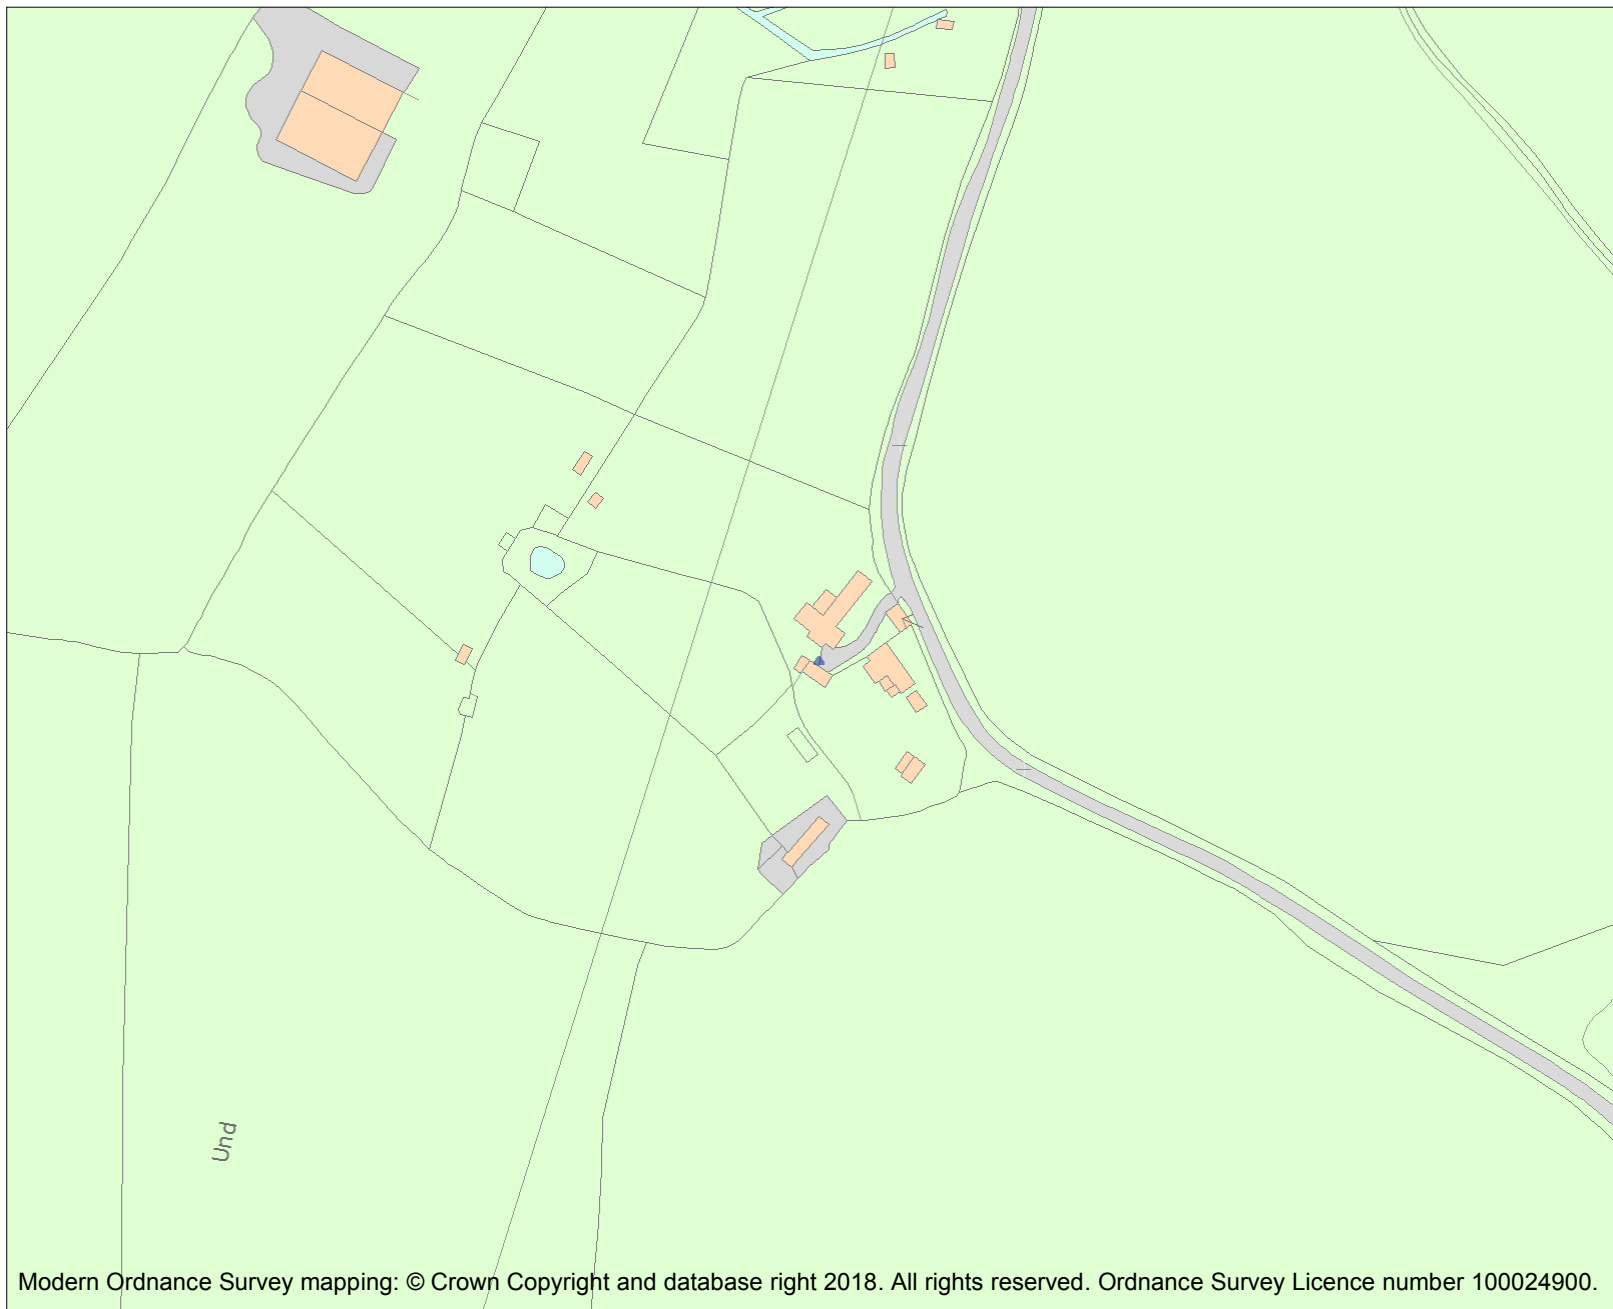 Und
Modern Ordnance Survey mapping: © Crown Copyright and database right 2018. All rights reserved. Ordnance Survey Licence number 100024900.